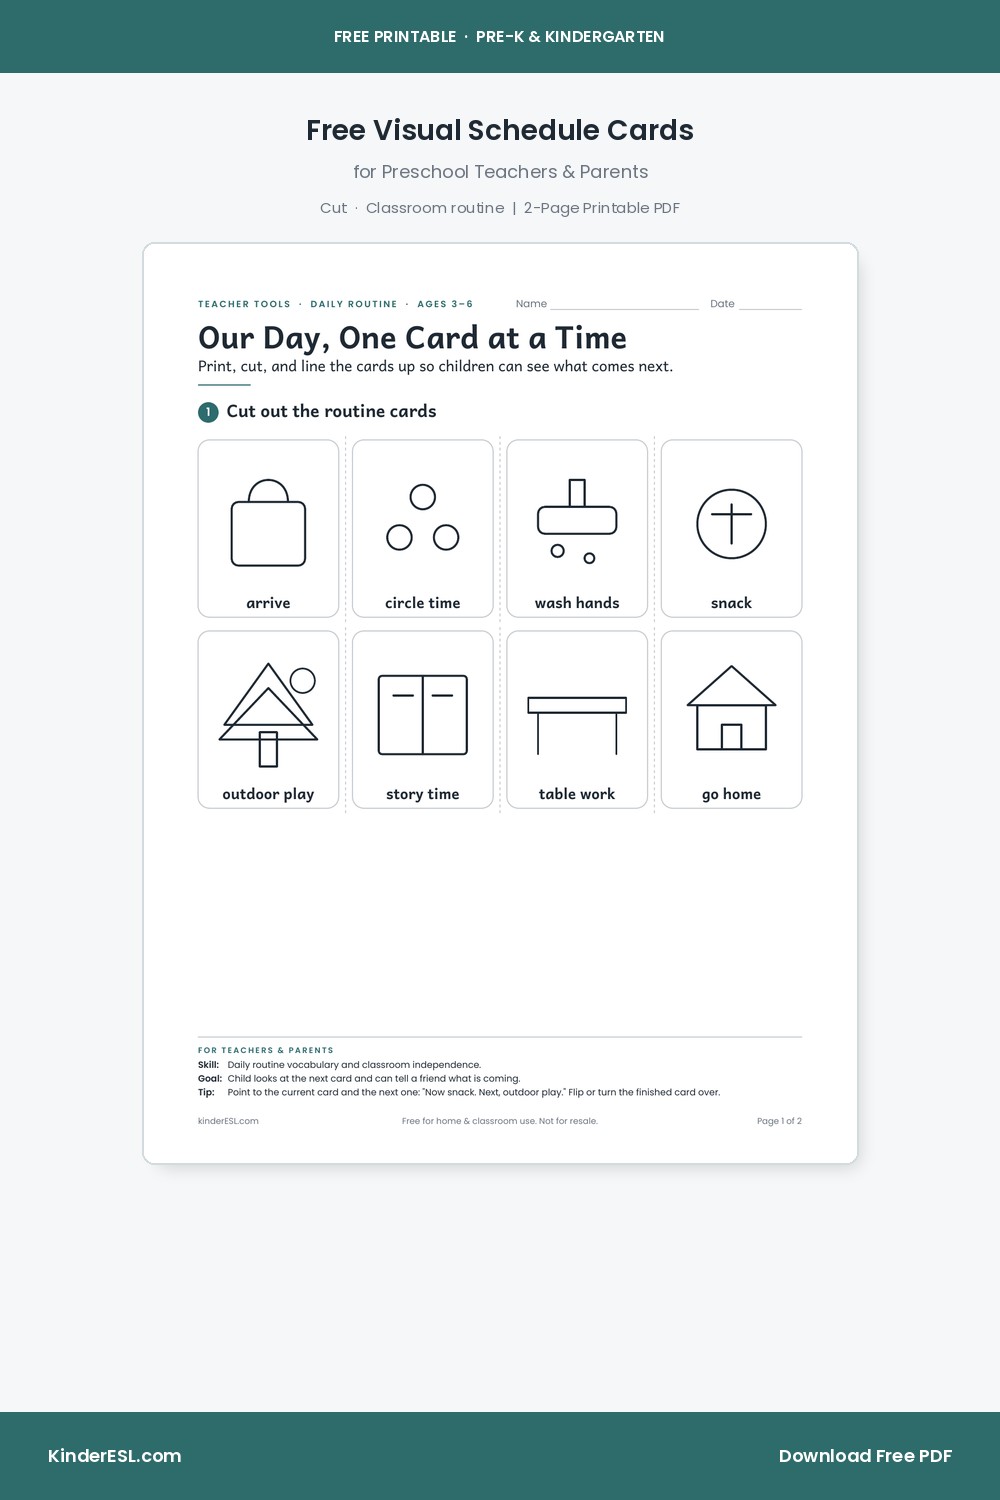 FREE PRINTABLE · PRE-K & KINDERGARTEN
Free Visual Schedule Cards
for Preschool Teachers & Parents
Cut · Classroom routine | 2-Page Printable PDF
TEACHER TOOLS · DAILY ROUTINE · AGES 3–6
Name
Date
Our Day, One Card at a Time
Print, cut, and line the cards up so children can see what comes next.
1 Cut out the routine cards
arrive
circle time
wash hands
snack
outdoor play
story time
table work
go home
FOR TEACHERS & PARENTS
Skill: Daily routine vocabulary and classroom independence.
Goal: Child looks at the next card and can tell a friend what is coming.
Tip: Point to the current card and the next one: "Now snack. Next, outdoor play." Flip or turn the finished card over.
kinderESL.com
Free for home & classroom use. Not for resale.
Page 1 of 2
KinderESL.com
Download Free PDF